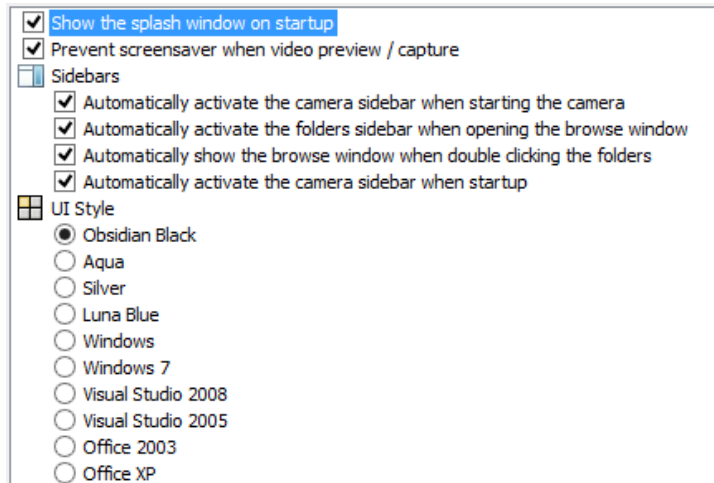 Show the splash window on startup
Prevent screensaver when video preview / capture
Sidebars
Automatically activate the camera sidebar when starting the camera
Automatically activate the folders sidebar when opening the browse window
Automatically show the browse window when double clicking the folders
Automatically activate the camera sidebar when startup
UI Style
Obsidian Black
Aqua
Silver
Luna Blue
Windows
Windows 7
Visual Studio 2008
Visual Studio 2005
Office 2003
Office XP